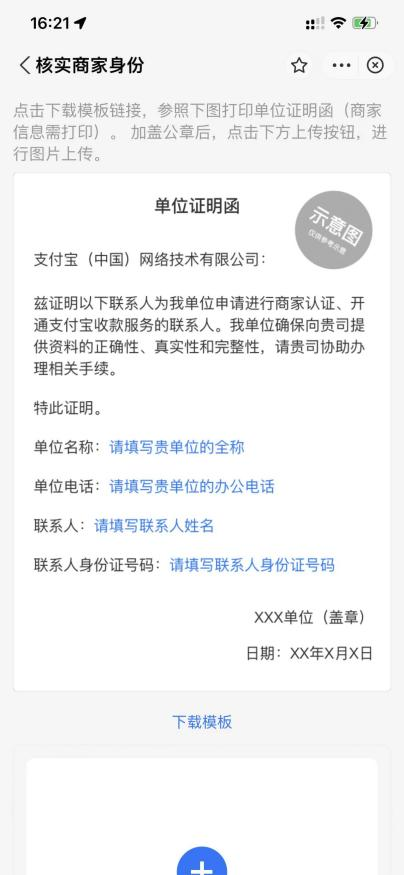 16:21
核实商家身份
点击下载模板链接，参照下图打印单位证明函（商家
信息需打印）。 加盖公章后，点击下方上传按钮，进
行图片上传。
单位证明函
示意图
仅供参考示意
支付宝（中国）网络技术有限公司：
兹证明以下联系人为我单位申请进行商家认证、开
通支付宝收款服务的联系人。我单位确保向贵司提
供资料的正确性、真实性和完整性，请贵司协助办
理相关手续。
特此证明。
单位名称：请填写贵单位的全称
单位电话：请填写贵单位的办公电话
联系人：请填写联系人姓名
联系人身份证号码：请填写联系人身份证号码
XXX单位（盖章）
日期：XX年X月X日
下载模板